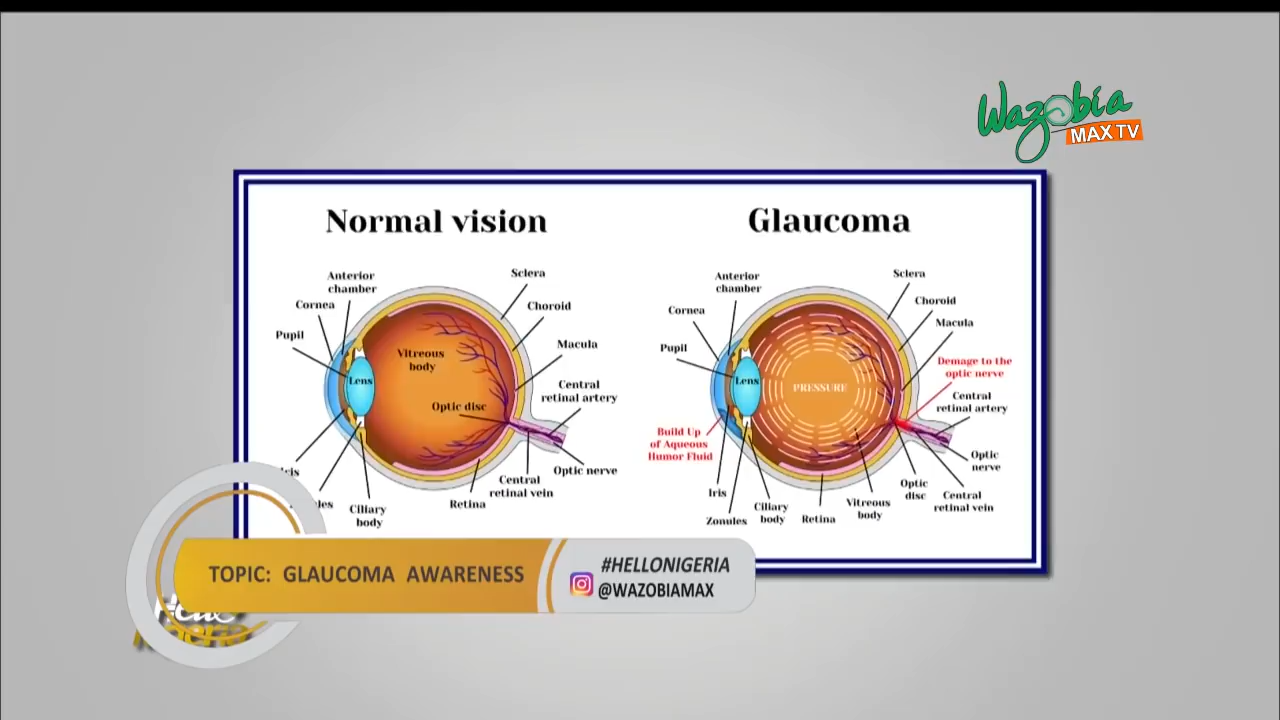 Wazobia
MAX TV
Normal vision
Glaucoma
Anterior
chamber
Cornea
Pupil
Sclera
Choroid
Macula
Vitreous
body
Lens
Optic disc
Central
retinal artery
Optic nerve
Central
retinal vein
Retina
Ciliary
body
Anterior
chamber
Cornea
Pupil
Sclera
Choroid
Macula
Demage to the
optic nerve
Lens
PRESSURE
Central
retinal artery
Build Up
of Aqueous
Humor Fluid
Optic
nerve
Iris
Zonules
Ciliary
body
Retina
Vitreous
body
Optic
disc
Central
retinal vein
TOPIC: GLAUCOMA AWARENESS
#HELLONIGERIA
@WAZOBIAMAX